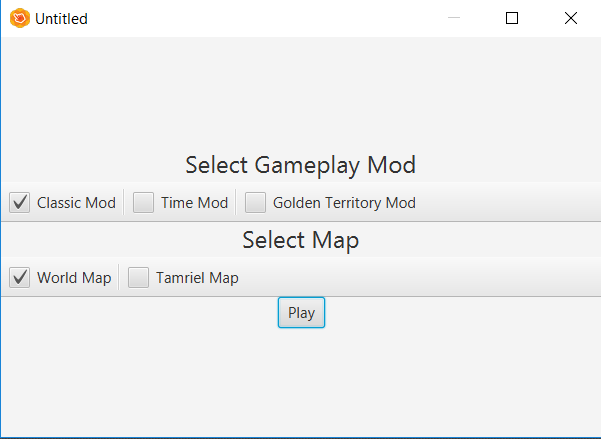 Untitled
Select Gameplay Mod
Classic Mod Time Mod Golden Territory Mod
Select Map
World Map Tamriel Map
Play